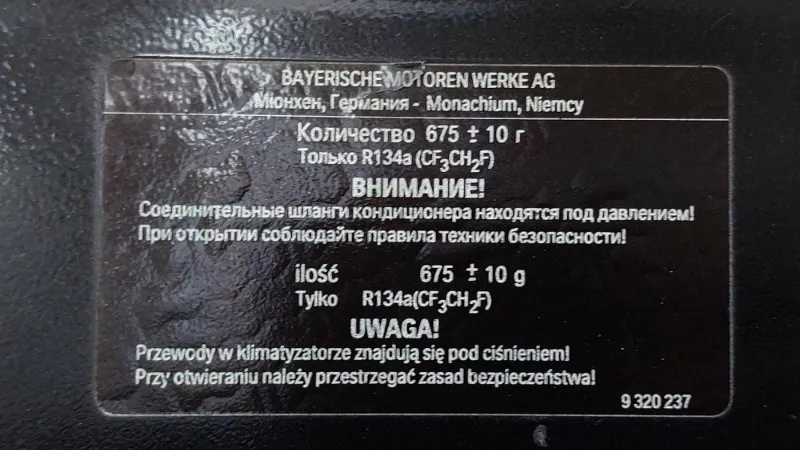 BAYERISCHE MOTOREN WERKE AG
Мюнхен, Германия - Monachium, Niemcy
Количество 675 ± 10 г
Только R134a (CF₃CH₂F)
ВНИМАНИЕ!
Соединительные шланги кондиционера находятся под давлением!
При открытии соблюдайте правила техники безопасности!
ilość 675 ± 10 g
Tylko R134a(CF₃CH₂F)
UWAGA!
Przewody w klimatyzatorze znajdują się pod ciśnieniem!
Przy otwieraniu należy przestrzegać zasad bezpieczeństwa!
9 320 237